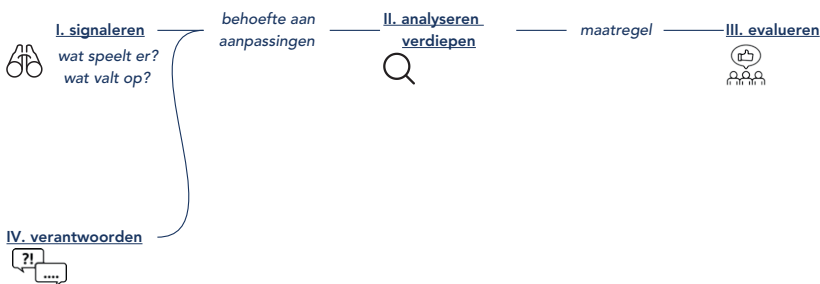 I. signaleren
wat speelt er?
wat valt op?
behoefte aan
aanpassingen
II. analyseren
verdiepen
maatregel
III. evalueren
IV. verantwoorden
?!
....